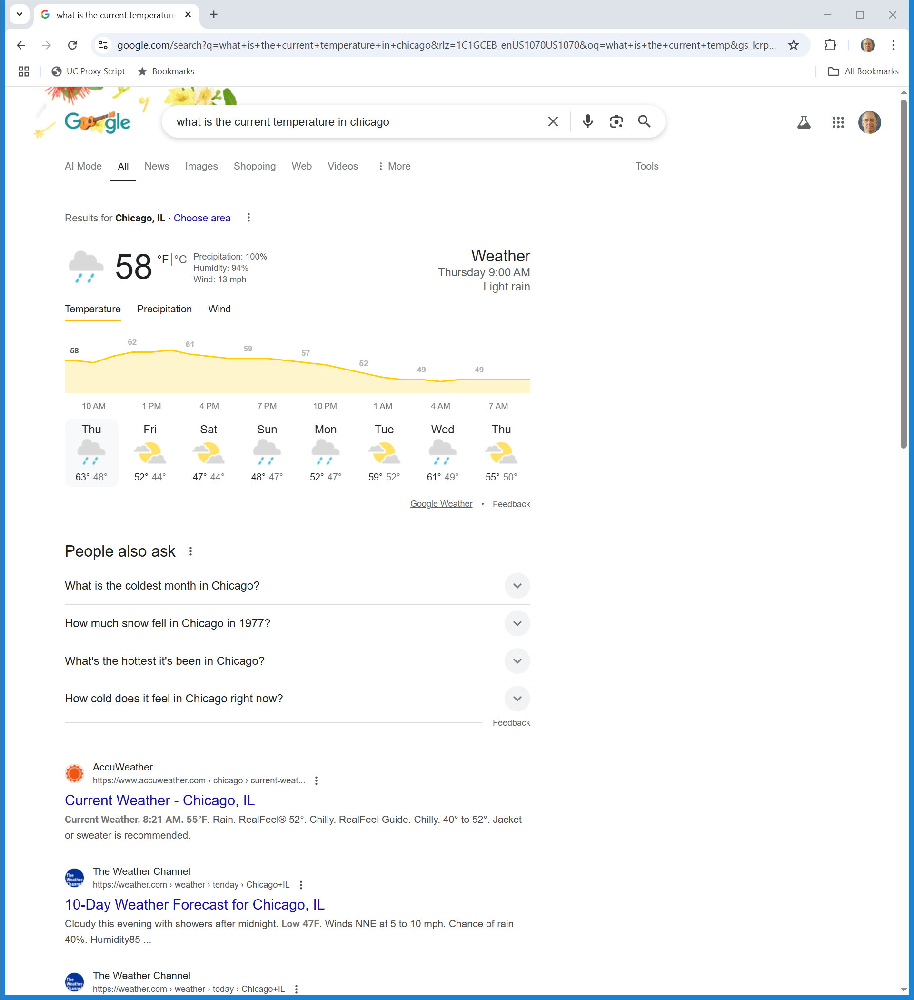 what is the current temperature
google.com/search?q=what+is+the+current+temperature+in+chicago&rlz=1C1GCEB_enUS1070US1070&oq=what+is+the+current+temp&gs_lcrp...
UC Proxy Script
Bookmarks
All Bookmarks
Google
what is the current temperature in chicago
AI Mode All News Images Shopping Web Videos More Tools
Results for Chicago, IL · Choose area
58 °F | °C
Precipitation: 100%
Humidity: 94%
Wind: 13 mph
Weather
Thursday 9:00 AM
Light rain
Temperature Precipitation Wind
58 62 61 59 57 52 49 49
10 AM 1 PM 4 PM 7 PM 10 PM 1 AM 4 AM 7 AM
Thu Fri Sat Sun Mon Tue Wed Thu
63° 48° 52° 44° 47° 44° 48° 47° 52° 47° 59° 52° 61° 49° 55° 50°
Google Weather • Feedback
People also ask
What is the coldest month in Chicago?
How much snow fell in Chicago in 1977?
What's the hottest it's been in Chicago?
How cold does it feel in Chicago right now?
Feedback
AccuWeather
https://www.accuweather.com › chicago › current-weat...
Current Weather - Chicago, IL
Current Weather. 8:21 AM. 55°F. Rain. RealFeel® 52°. Chilly. RealFeel Guide. Chilly. 40° to 52°. Jacket
or sweater is recommended.
The Weather Channel
The Weather Channel
https://weather.com › weather › tenday › Chicago+IL
10-Day Weather Forecast for Chicago, IL
Cloudy this evening with showers after midnight. Low 47F. Winds NNE at 5 to 10 mph. Chance of rain
40%. Humidity85 ...
The Weather Channel
The Weather Channel
https://weather.com › weather › today › Chicago+IL